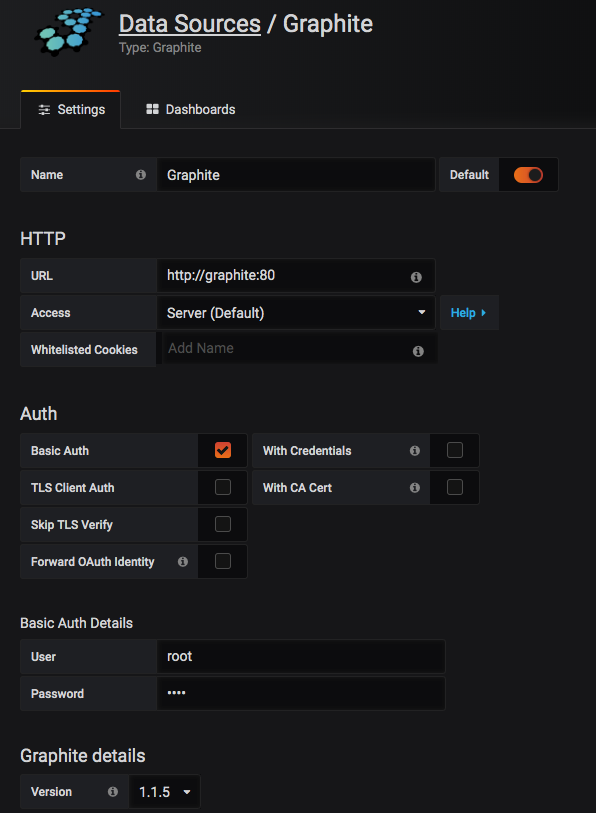 Data Sources / Graphite
Type: Graphite
Settings
Dashboards
Name
Graphite
Default
HTTP
URL
http://graphite:80
Access
Server (Default)
Help
Whitelisted Cookies
Add Name
Auth
Basic Auth
With Credentials
TLS Client Auth
With CA Cert
Skip TLS Verify
Forward OAuth Identity
Basic Auth Details
User
root
Password
••••
Graphite details
Version
1.1.5